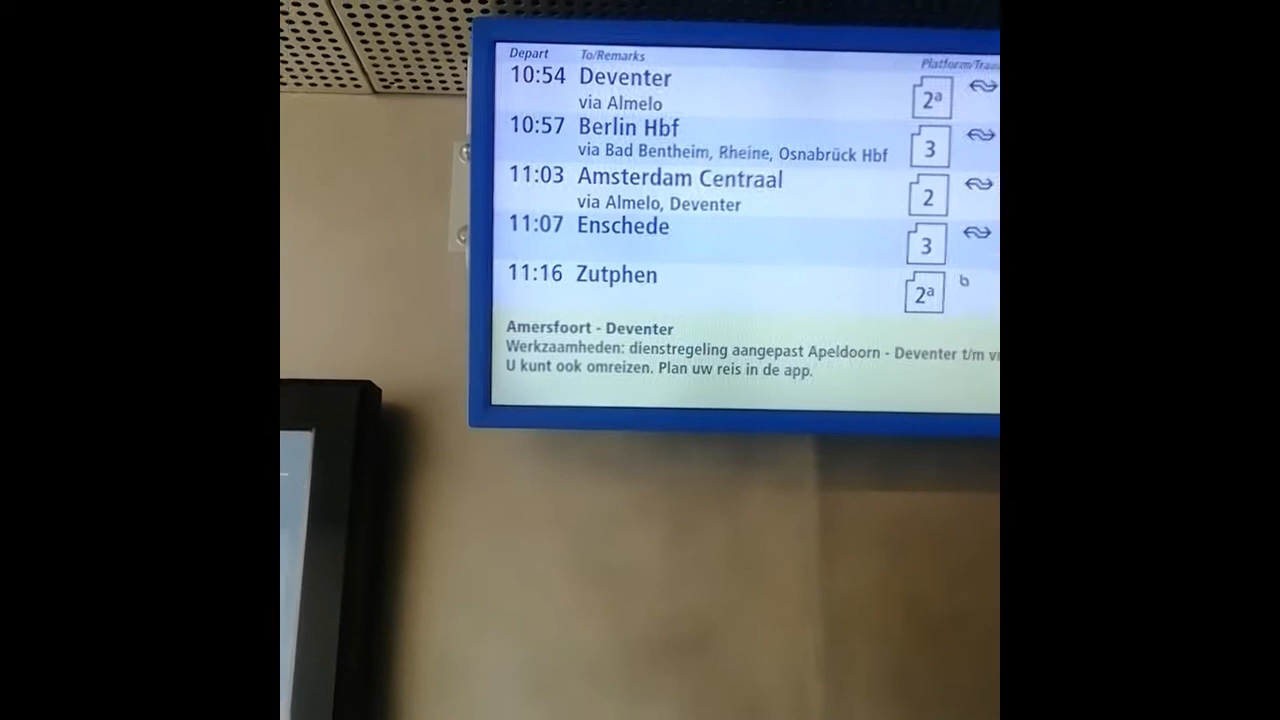 Depart To/Remarks Platform/Train
10:54 Deventer 2a
via Almelo
10:57 Berlin Hbf 3
via Bad Bentheim, Rheine, Osnabrück Hbf
11:03 Amsterdam Centraal 2
via Almelo, Deventer
11:07 Enschede 3
11:16 Zutphen 2a b
Amersfoort - Deventer
Werkzaamheden: dienstregeling aangepast Apeldoorn - Deventer t/m
U kunt ook omreizen. Plan uw reis in de app.